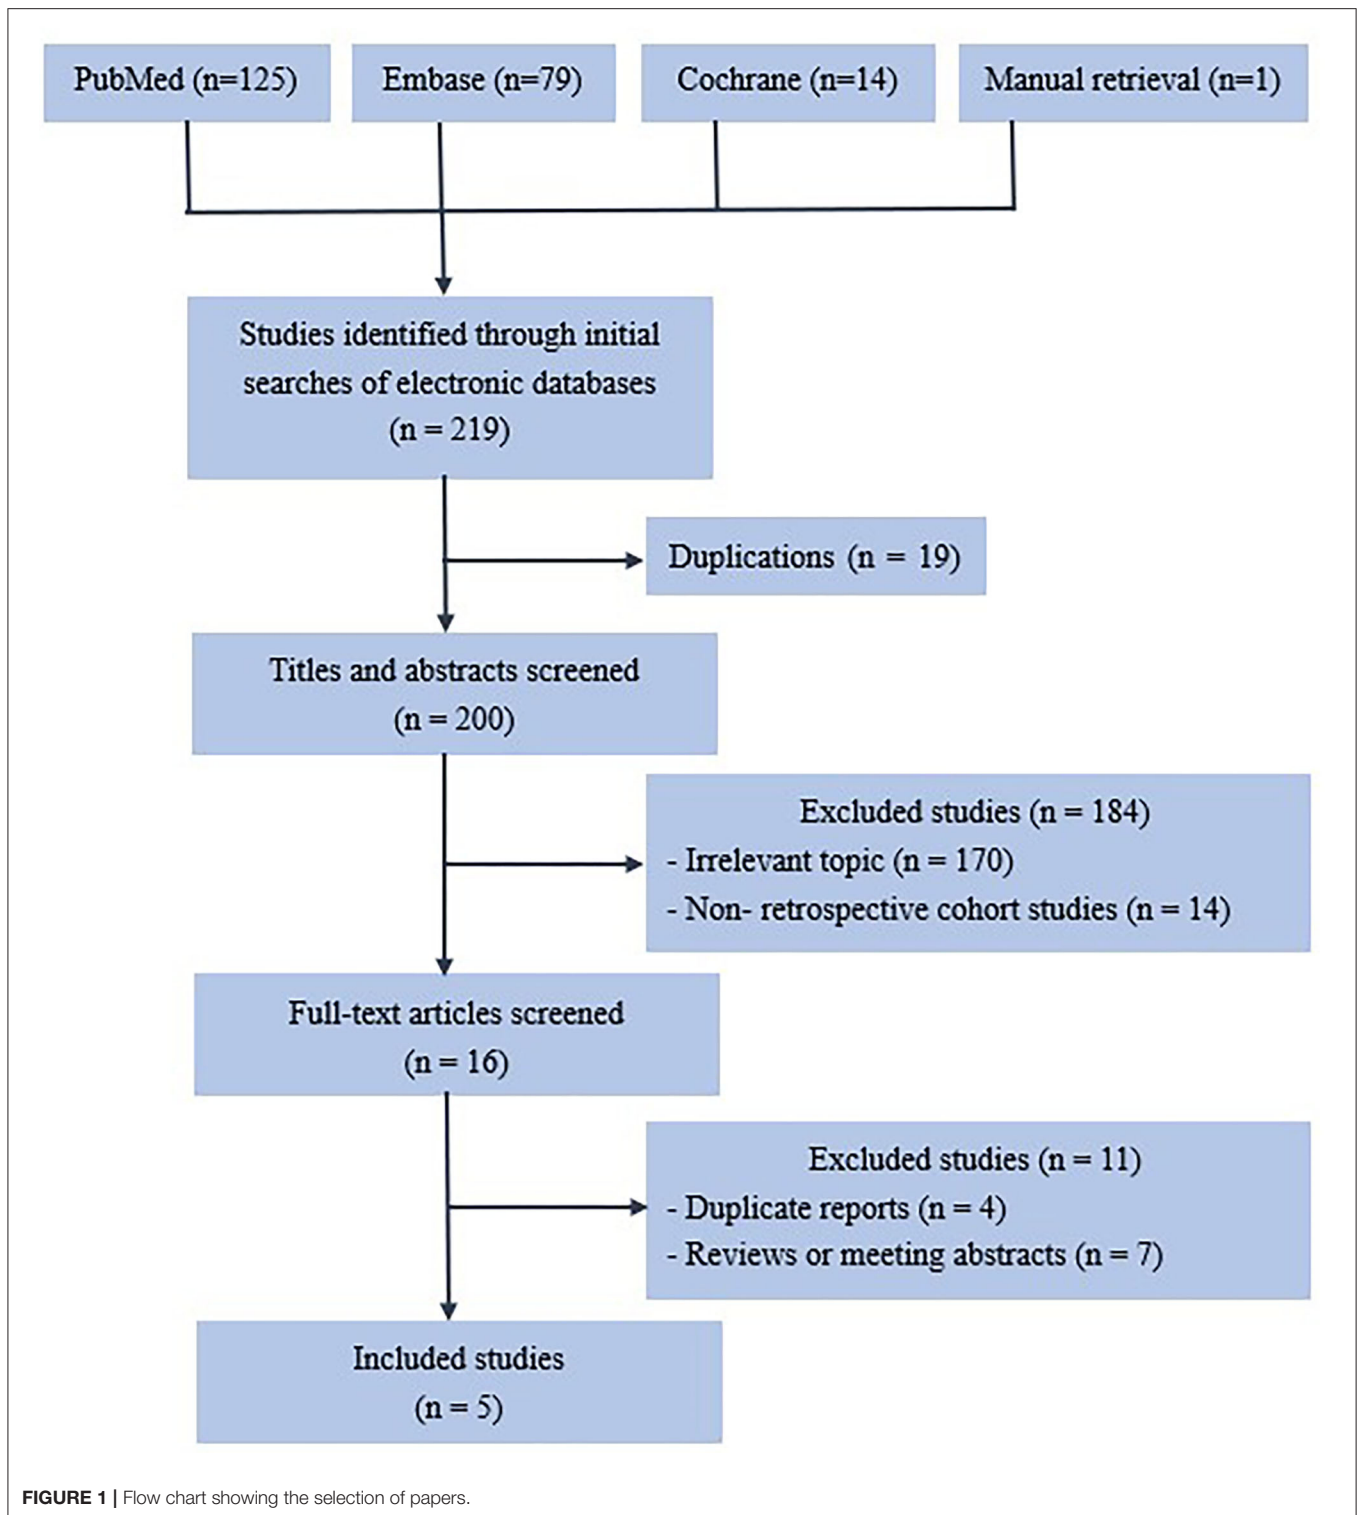 PubMed (n=125)
Embase (n=79)
Cochrane (n=14)
Manual retrieval (n=1)
Studies identified through initial
searches of electronic databases
(n = 219)
Duplications (n = 19)
Titles and abstracts screened
(n = 200)
Excluded studies (n = 184)
- Irrelevant topic (n = 170)
- Non- retrospective cohort studies (n = 14)
Full-text articles screened
(n = 16)
Excluded studies (n = 11)
- Duplicate reports (n = 4)
- Reviews or meeting abstracts (n = 7)
Included studies
(n = 5)
FIGURE 1 | Flow chart showing the selection of papers.